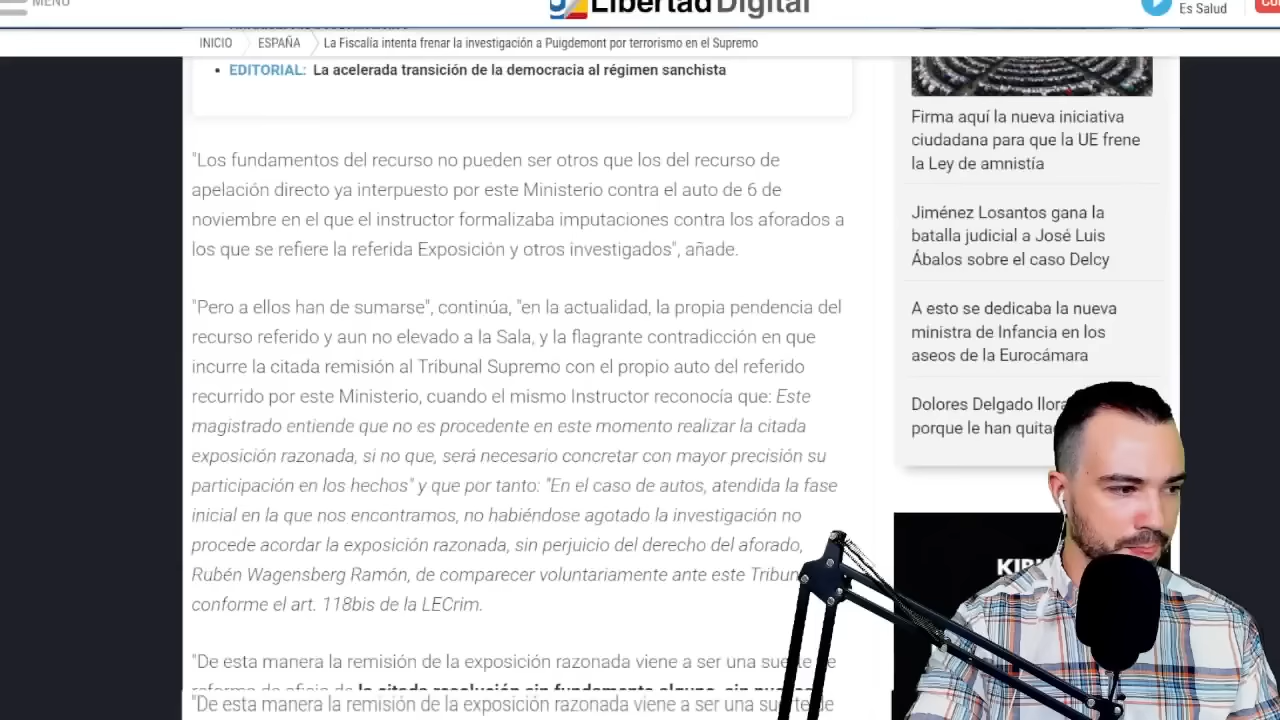 MENÚ
Libertad Digital
Es Salud
INICIO
ESPAÑA
La Fiscalía intenta frenar la investigación a Puigdemont por terrorismo en el Supremo
• EDITORIAL: La acelerada transición de la democracia al régimen sanchista
"Los fundamentos del recurso no pueden ser otros que los del recurso de
apelación directo ya interpuesto por este Ministerio contra el auto de 6 de
noviembre en el que el instructor formalizaba imputaciones contra los aforados a
los que se refiere la referida Exposición y otros investigados", añade.
"Pero a ellos han de sumarse", continúa, "en la actualidad, la propia pendencia del
recurso referido y aun no elevado a la Sala, y la flagrante contradicción en que
incurre la citada remisión al Tribunal Supremo con el propio auto del referido
recurrido por este Ministerio, cuando el mismo Instructor reconocía que: Este
magistrado entiende que no es procedente en este momento realizar la citada
exposición razonada, si no que, será necesario concretar con mayor precisión su
participación en los hechos" y que por tanto: "En el caso de autos, atendida la fase
inicial en la que nos encontramos, no habiéndose agotado la investigación no
procede acordar la exposición razonada, sin perjuicio del derecho del aforado,
Rubén Wagensberg Ramón, de comparecer voluntariamente ante este
conforme el art. 118bis de la LECrim.
"De esta manera la remisión de la exposición razonada viene a ser una suerte de
"De esta manera la remisión de la exposición razonada viene a ser una suerte de
Firma aquí la nueva iniciativa
ciudadana para que la UE frene
la Ley de amnistía
Jiménez Losantos gana la
batalla judicial a José Luis
Ábalos sobre el caso Delcy
A esto se dedicaba la nueva
ministra de Infancia en los
aseos de la Eurocámara
Dolores Delgado
porque le han